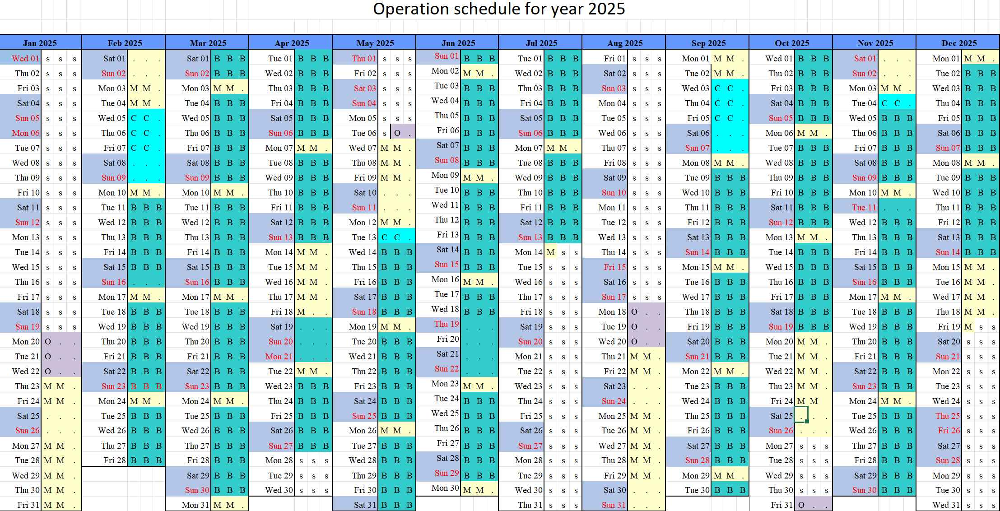 Operation schedule for year 2025
Jan 2025 Feb 2025 Mar 2025 Apr 2025 May 2025 Jun 2025 Jul 2025 Aug 2025 Sep 2025 Oct 2025 Nov 2025 Dec 2025
Wed 01 s s s Sat 01 . . . Sat 01 B B B Tue 01 B B B Thu 01 s s s Sun 01 B B B Tue 01 B B B Fri 01 s s s Mon 01 M M . Wed 01 B B B Sat 01 . . . Mon 01 M M .
Thu 02 s s s Sun 02 . . . Sun 02 B B B Wed 02 B B B Fri 02 s s s Mon 02 M M . Wed 02 B B B Sat 02 s s s Tue 02 M M . Thu 02 B B B Sun 02 . . . Tue 02 B B B
Fri 03 s s s Mon 03 M M . Mon 03 M M . Thu 03 B B B Sat 03 s s s Tue 03 B B B Thu 03 B B B Sun 03 s s s Wed 03 C C . Fri 03 B B B Mon 03 M M . Wed 03 B B B
Sat 04 s s s Tue 04 M M . Tue 04 B B B Fri 04 B B B Sun 04 s s s Wed 04 B B B Fri 04 B B B Mon 04 s s s Thu 04 C C . Sat 04 B B B Tue 04 C C . Thu 04 B B B
Sun 05 s s s Wed 05 C C . Wed 05 B B B Sat 05 B B B Mon 05 s s s Thu 05 B B B Sat 05 B B B Tue 05 s s s Fri 05 C C . Sun 05 B B B Wed 05 B B B Fri 05 B B B
Mon 06 s s s Thu 06 C C . Thu 06 B B B Sun 06 B B B Tue 06 s O . Fri 06 B B B Sun 06 B B B Wed 06 s s s Sat 06 . . . Mon 06 M M . Thu 06 B B B Sat 06 B B B
Tue 07 s s s Fri 07 C C . Fri 07 B B B Mon 07 M M . Wed 07 M M . Sat 07 B B B Mon 07 M M . Thu 07 s s s Sun 07 . . . Tue 07 B B B Fri 07 B B B Sun 07 B B B
Wed 08 s s s Sat 08 . . . Sat 08 B B B Tue 08 B B B Thu 08 M M . Sun 08 B B B Tue 08 B B B Fri 08 s s s Mon 08 M M . Wed 08 B B B Sat 08 B B B Mon 08 M M .
Thu 09 s s s Sun 09 . . . Sun 09 B B B Wed 09 B B B Fri 09 M M . Mon 09 M M . Wed 09 B B B Sat 09 s s s Tue 09 B B B Thu 09 B B B Sun 09 B B B Tue 09 B B B
Fri 10 s s s Mon 10 M M . Mon 10 M M . Thu 10 B B B Sat 10 . . . Tue 10 B B B Thu 10 B B B Sun 10 s s s Wed 10 B B B Fri 10 B B B Mon 10 M M . Wed 10 B B B
Sat 11 s s s Tue 11 B B B Tue 11 B B B Fri 11 B B B Sun 11 . . . Wed 11 B B B Fri 11 B B B Mon 11 s s s Thu 11 B B B Sat 11 B B B Tue 11 . . . Thu 11 B B B
Sun 12 s s s Wed 12 B B B Wed 12 B B B Sat 12 B B B Mon 12 M M . Thu 12 B B B Sat 12 B B B Tue 12 s s s Fri 12 B B B Sun 12 B B B Wed 12 B B B Fri 12 B B B
Mon 13 s s s Thu 13 B B B Thu 13 B B B Sun 13 B B B Tue 13 C C . Fri 13 B B B Sun 13 B B B Wed 13 s s s Sat 13 B B B Mon 13 M M . Thu 13 B B B Sat 13 B B B
Tue 14 s s s Fri 14 B B B Fri 14 B B B Mon 14 M M . Wed 14 B B B Sat 14 B B B Mon 14 M s s Thu 14 s s s Sun 14 B B B Tue 14 B B B Fri 14 B B B Sun 14 B B B
Wed 15 s s s Sat 15 B B B Sat 15 B B B Tue 15 M M . Thu 15 B B B Sun 15 B B B Tue 15 s s s Fri 15 s s s Mon 15 M M . Wed 15 B B B Sat 15 B B B Mon 15 M M .
Thu 16 s s s Sun 16 . . . Sun 16 B B B Wed 16 M M . Fri 16 B B B Mon 16 M M . Wed 16 s s s Sat 16 s s s Tue 16 B B B Thu 16 B B B Sun 16 B B B Tue 16 M M .
Fri 17 s s s Mon 17 M M . Mon 17 M M . Thu 17 M M . Sat 17 B B B Tue 17 B B B Thu 17 s s s Sun 17 s s s Wed 17 B B B Fri 17 B B B Mon 17 M M . Wed 17 M M .
Sat 18 s s s Tue 18 B B B Tue 18 B B B Fri 18 M . . Sun 18 B B B Wed 18 B B B Fri 18 s s s Mon 18 O . . Thu 18 B B B Sat 18 B B B Tue 18 B B B Thu 18 M M .
Sun 19 s s s Wed 19 B B B Wed 19 B B B Sat 19 . . . Mon 19 M M . Thu 19 . . . Sat 19 s s s Tue 19 O . . Fri 19 B B B Sun 19 B B B Wed 19 B B B Fri 19 M s s
Mon 20 O . . Thu 20 B B B Thu 20 B B B Sun 20 . . . Tue 20 B B B Fri 20 . . . Sun 20 s s s Wed 20 O . . Sat 20 B B B Mon 20 M M . Thu 20 B B B Sat 20 s s s
Tue 21 O . . Fri 21 B B B Fri 21 B B B Mon 21 . . . Wed 21 B B B Sat 21 . . . Mon 21 s s s Thu 21 M M . Sun 21 B B B Tue 21 M M . Fri 21 B B B Sun 21 s s s
Wed 22 O . . Sat 22 B B B Sat 22 B B B Tue 22 M M . Thu 22 B B B Sun 22 . . . Tue 22 s s s Fri 22 M M . Mon 22 M M . Wed 22 M M . Sat 22 B B B Mon 22 s s s
Thu 23 M M . Sun 23 B B B Sun 23 B B B Wed 23 B B B Fri 23 B B B Mon 23 M M . Wed 23 s s s Sat 23 . . . Tue 23 B B B Thu 23 M M . Sun 23 B B B Tue 23 s s s
Fri 24 M M . Mon 24 M M . Mon 24 M M . Thu 24 B B B Sat 24 B B B Tue 24 B B B Thu 24 s s s Sun 24 . . . Wed 24 B B B Fri 24 M M Mon 24 M M . Wed 24 s s s
Sat 25 . . . Tue 25 B B B Tue 25 B B B Fri 25 B B B Sun 25 B B B Wed 25 B B B Fri 25 s s s Mon 25 M M . Thu 25 B B B Sat 25 . . . Tue 25 B B B Thu 25 s s s
Sun 26 . . . Wed 26 B B B Wed 26 B B B Sat 26 B B B Mon 26 M M . Thu 26 B B B Sat 26 s s s Tue 26 M M . Fri 26 B B B Sun 26 . . . Wed 26 B B B Fri 26 s s s
Mon 27 M M . Thu 27 B B B Thu 27 B B B Sun 27 B B B Tue 27 B B B Fri 27 B B B Sun 27 s s s Wed 27 M M . Sat 27 B B B Mon 27 s s s Thu 27 B B B Sat 27 s s s
Tue 28 M M . Fri 28 B B B Fri 28 B B B Mon 28 s s s Wed 28 B B B Sat 28 B B B Mon 28 s s s Thu 28 M M . Sun 28 B B B Tue 28 s s s Fri 28 B B B Sun 28 s s s
Wed 29 M M . Sat 29 B B B Tue 29 s s s Thu 29 B B B Sun 29 B B B Tue 29 s s s Fri 29 M M . Mon 29 M M . Wed 29 s s s Sat 29 B B B Mon 29 s s s
Thu 30 M M . Sun 30 B B B Wed 30 s s s Fri 30 B B B Mon 30 M M . Wed 30 s s s Sat 30 . . . Tue 30 B B B Thu 30 s s s Sun 30 B B B Tue 30 s s s
Fri 31 M M . Mon 31 M M . Sat 31 B B B Thu 31 s s s Sun 31 . . . Fri 31 O . . Wed 31 s s s